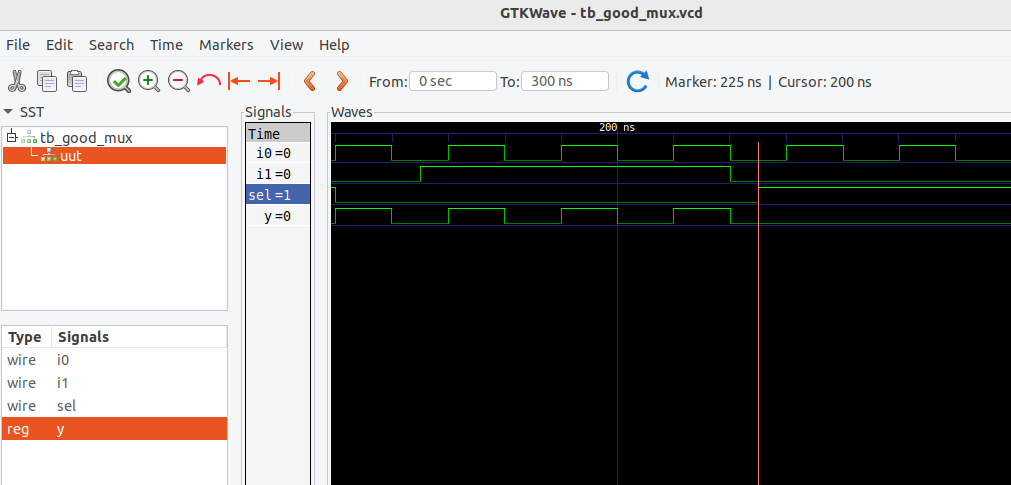 GTKWave - tb_good_mux.vcd
File Edit Search Time Markers View Help
From: 0 sec To: 300 ns Marker: 225 ns | Cursor: 200 ns
SST
tb_good_mux
uut
Type Signals
wire i0
wire i1
wire sel
reg y
Signals
Time
i0 =0
i1 =0
sel =1
y =0
Waves
200 ns